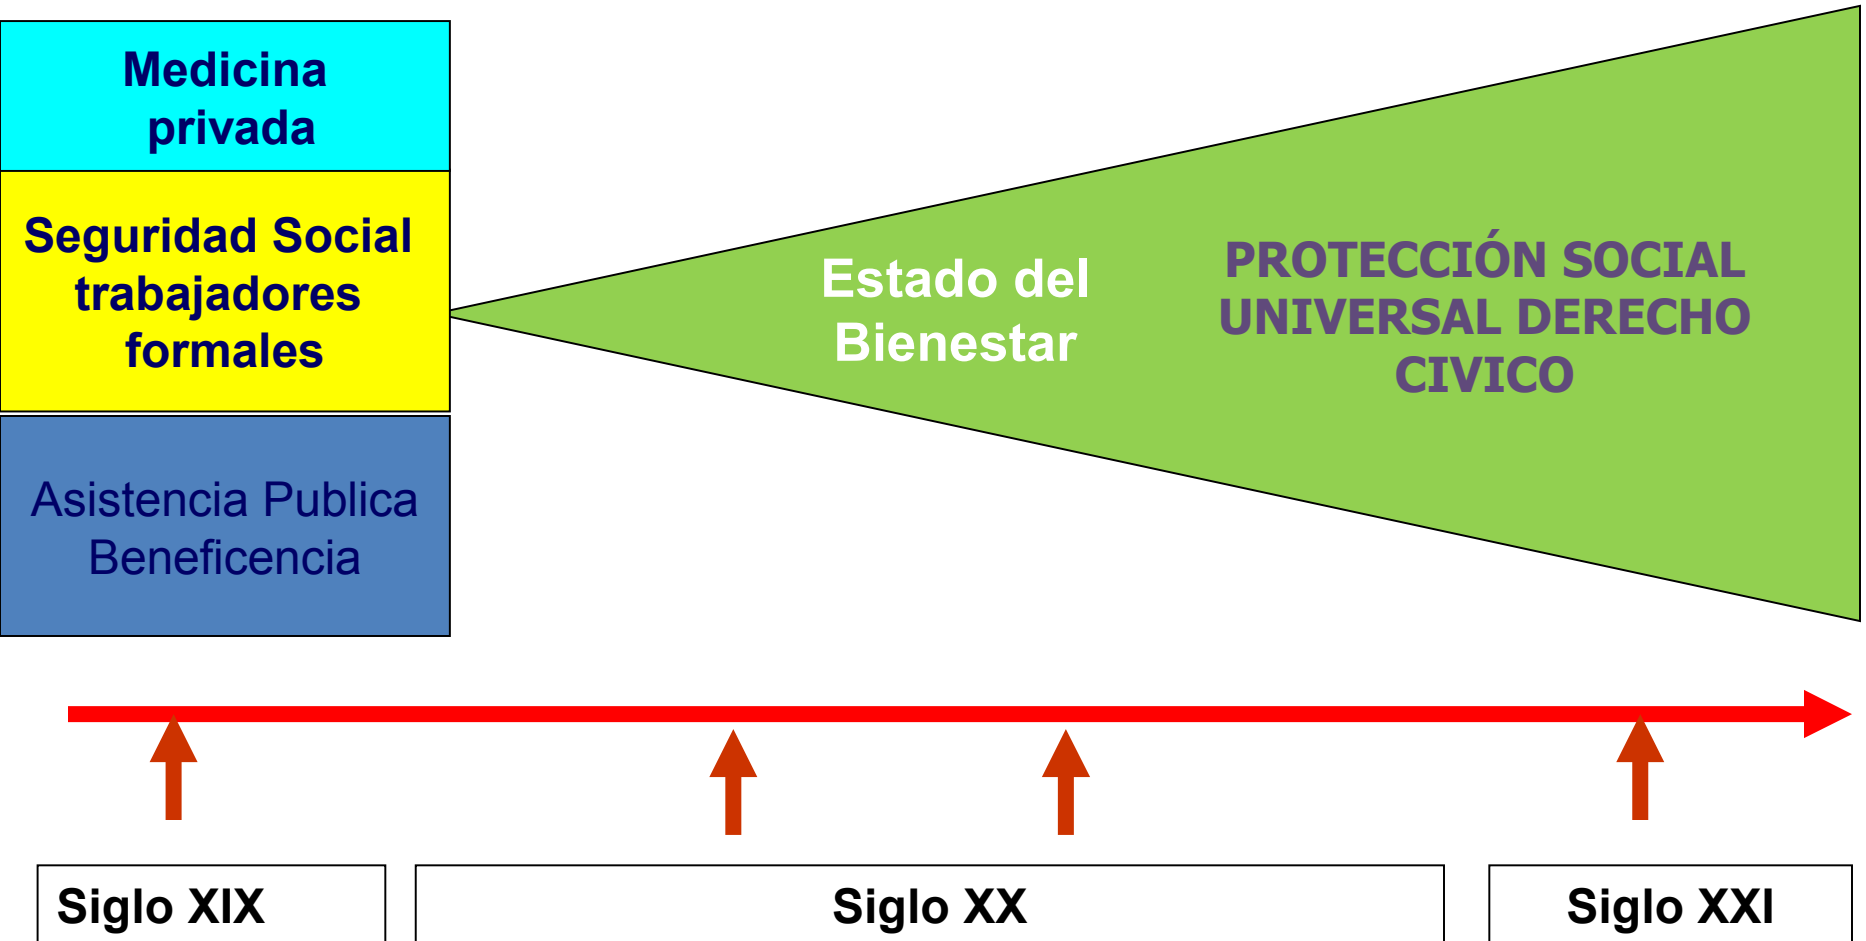 Medicina
privada
Seguridad Social
trabajadores
formales
Asistencia Publica
Beneficencia
Estado del
Bienestar
PROTECCIÓN SOCIAL
UNIVERSAL DERECHO
CIVICO
Siglo XIX
Siglo XX
Siglo XXI